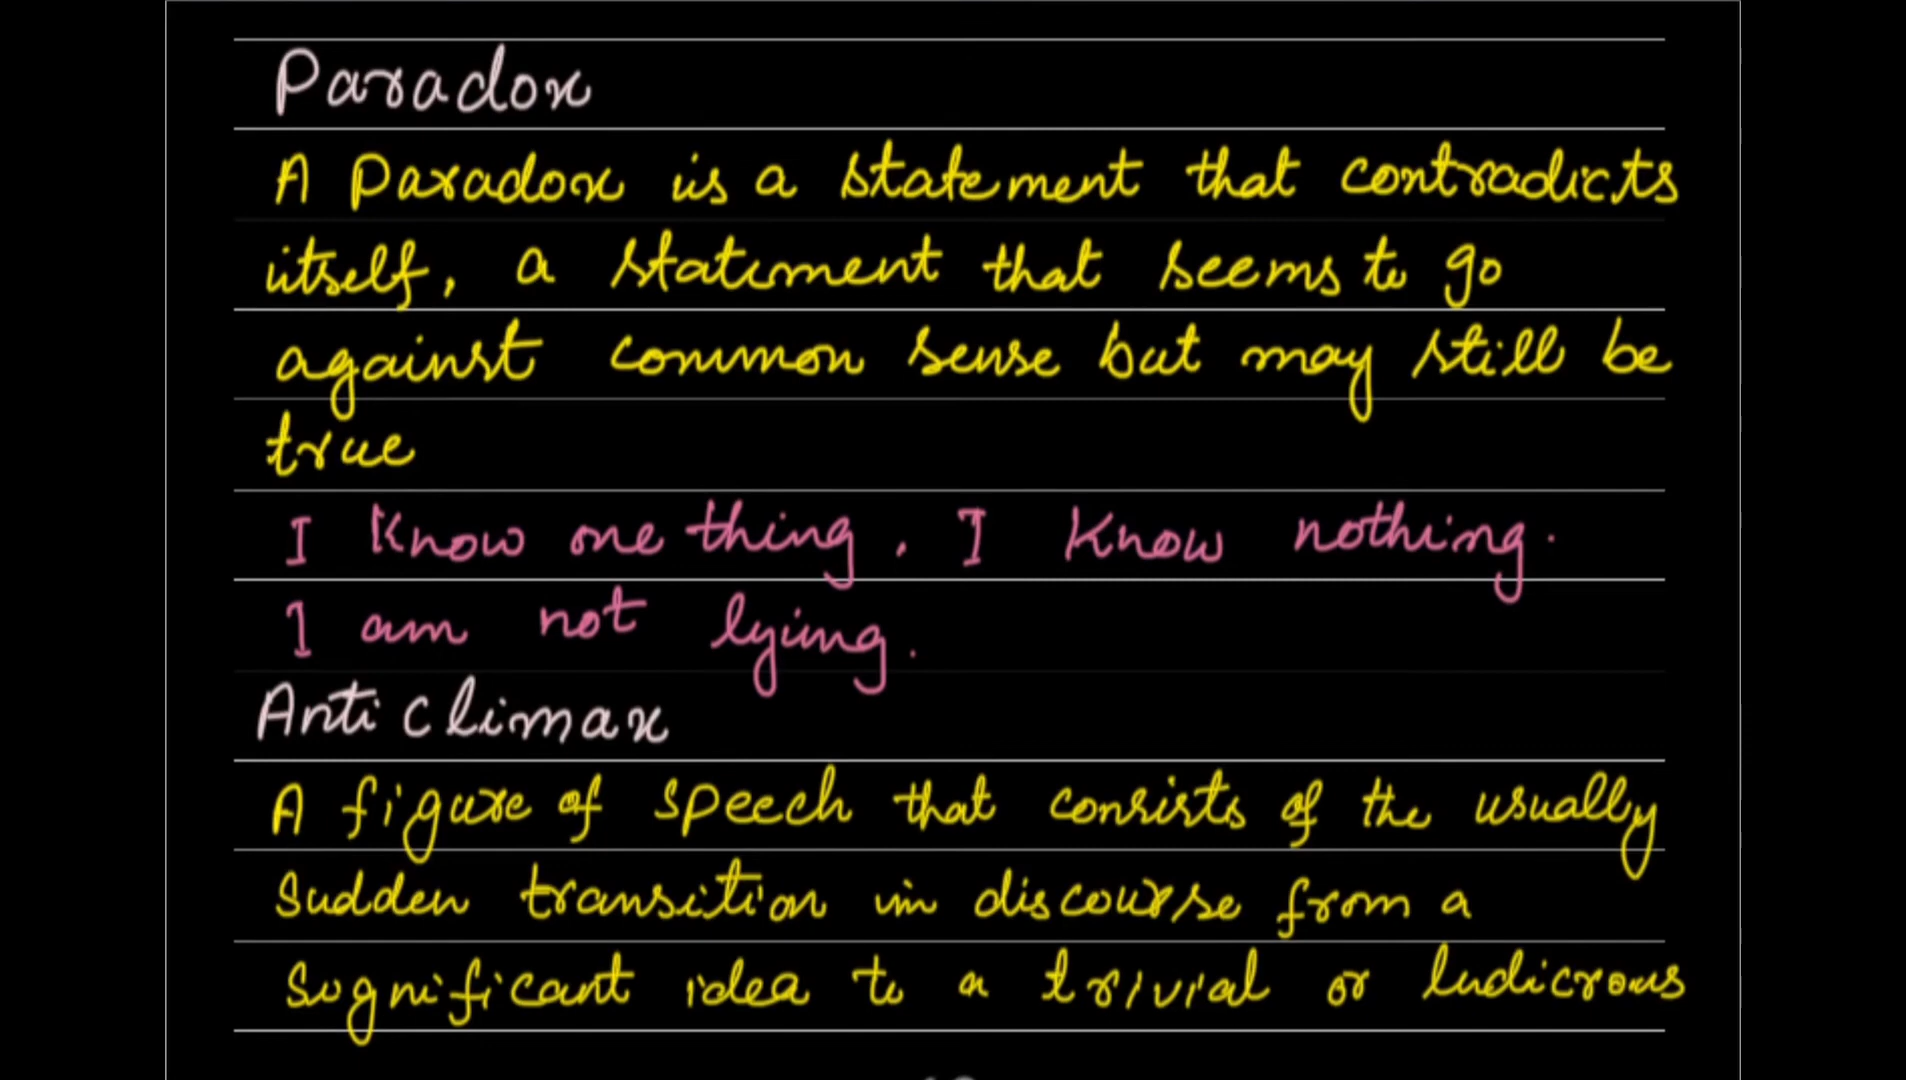 Paradox
A Paradox is a statement that contradicts
itself, a statement that seems to go
against common sense but may still be
true
I know one thing, I know nothing.
I am not lying.
Anticlimax
A figure of speech that consists of the usually
sudden transition in discourse from a
significant idea to a trivial or ludicrous